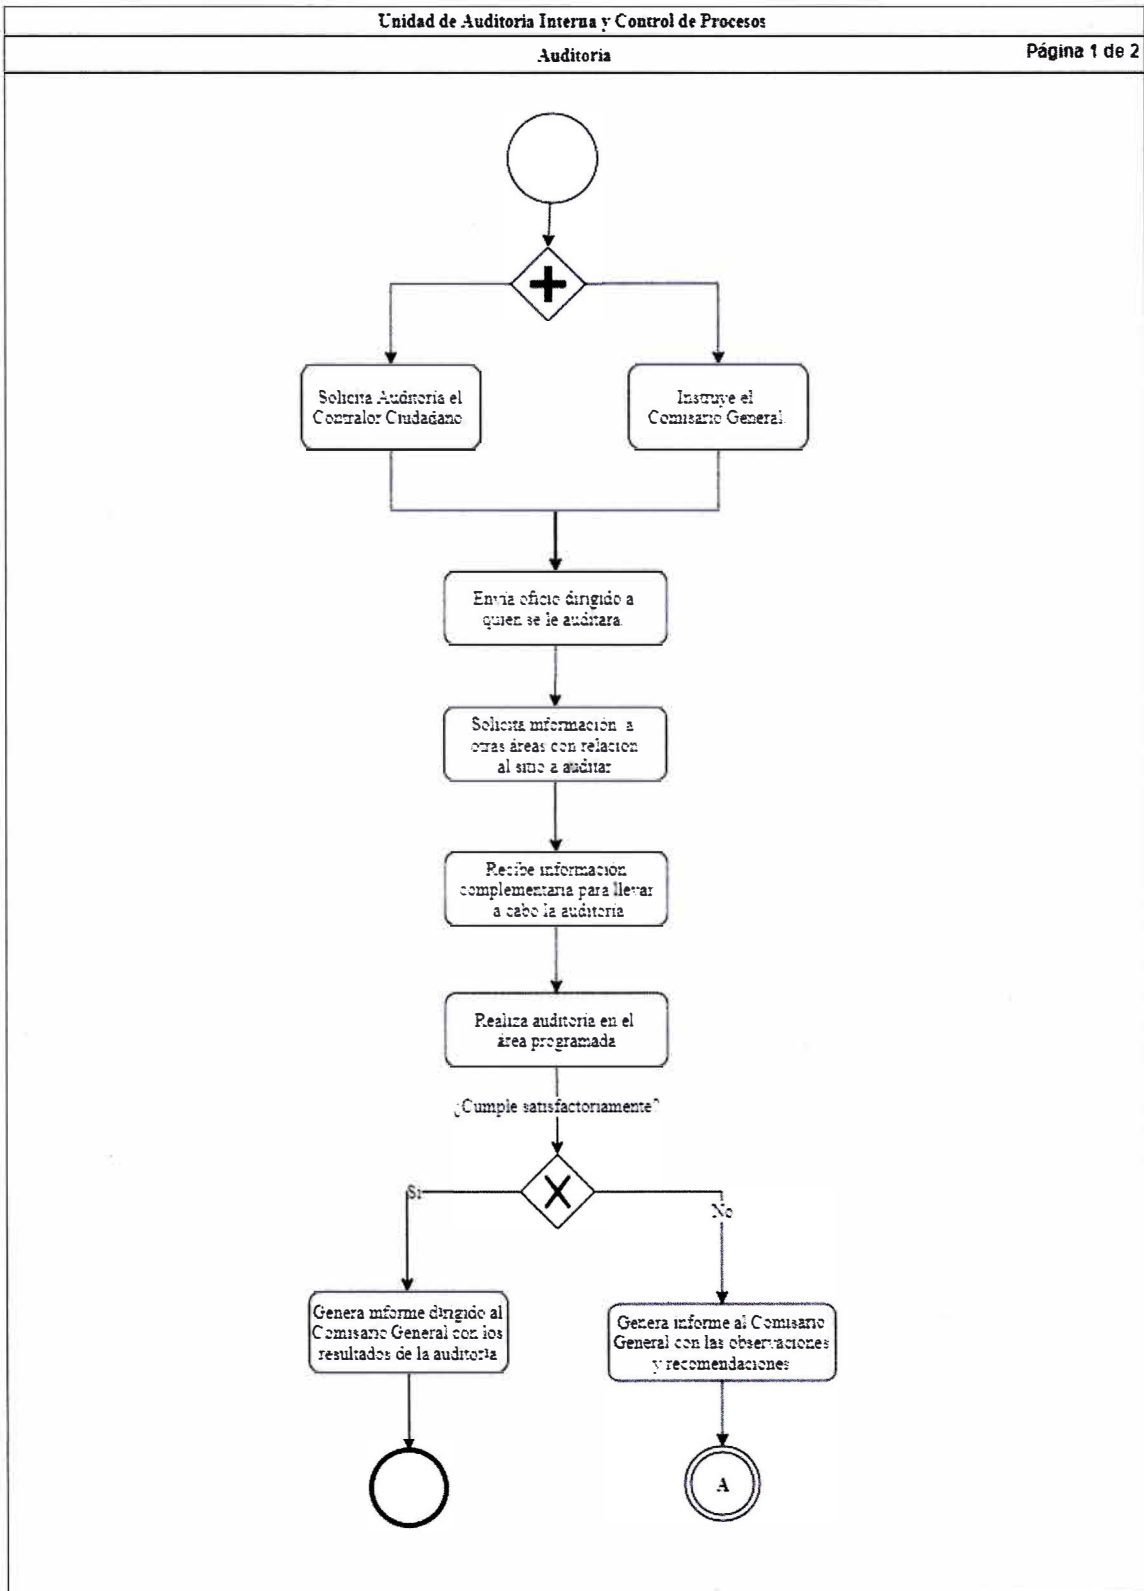 Unidad de Auditoria Interna y Control de Procesos
Auditoria
Página 1 de 2
Solicita Auditoría el
Contralor Ciudadano
Instruye el
Comisario General
Envía oficio dirigido a
quien se le auditara
Solicita información a
otras áreas con relación
al sitio a auditar
Recibe información
complementaria para llevar
a cabo la auditoría
Realiza auditoría en el
área programada
¿Cumple satisfactoriamente?
Si
No
Genera informe dirigido al
Comisario General con los
resultados de la auditoría
Genera informe al Comisario
General con las observaciones
y recomendaciones
A